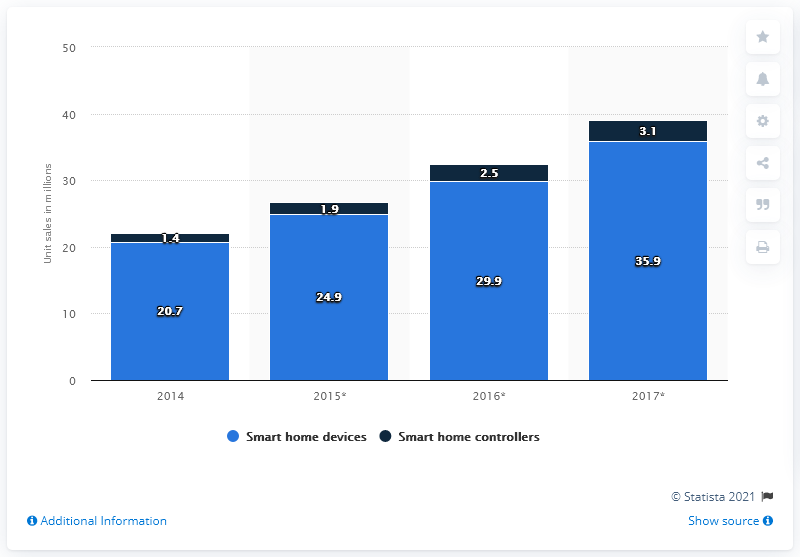 50
40
30
20
10
0
Unit sales in millions
3.1
2.5
1.9
1.4
35.9
29.9
24.9
20.7
2014 2015* 2016* 2017*
Smart home devices Smart home controllers
© Statista 2021
Additional Information Show source